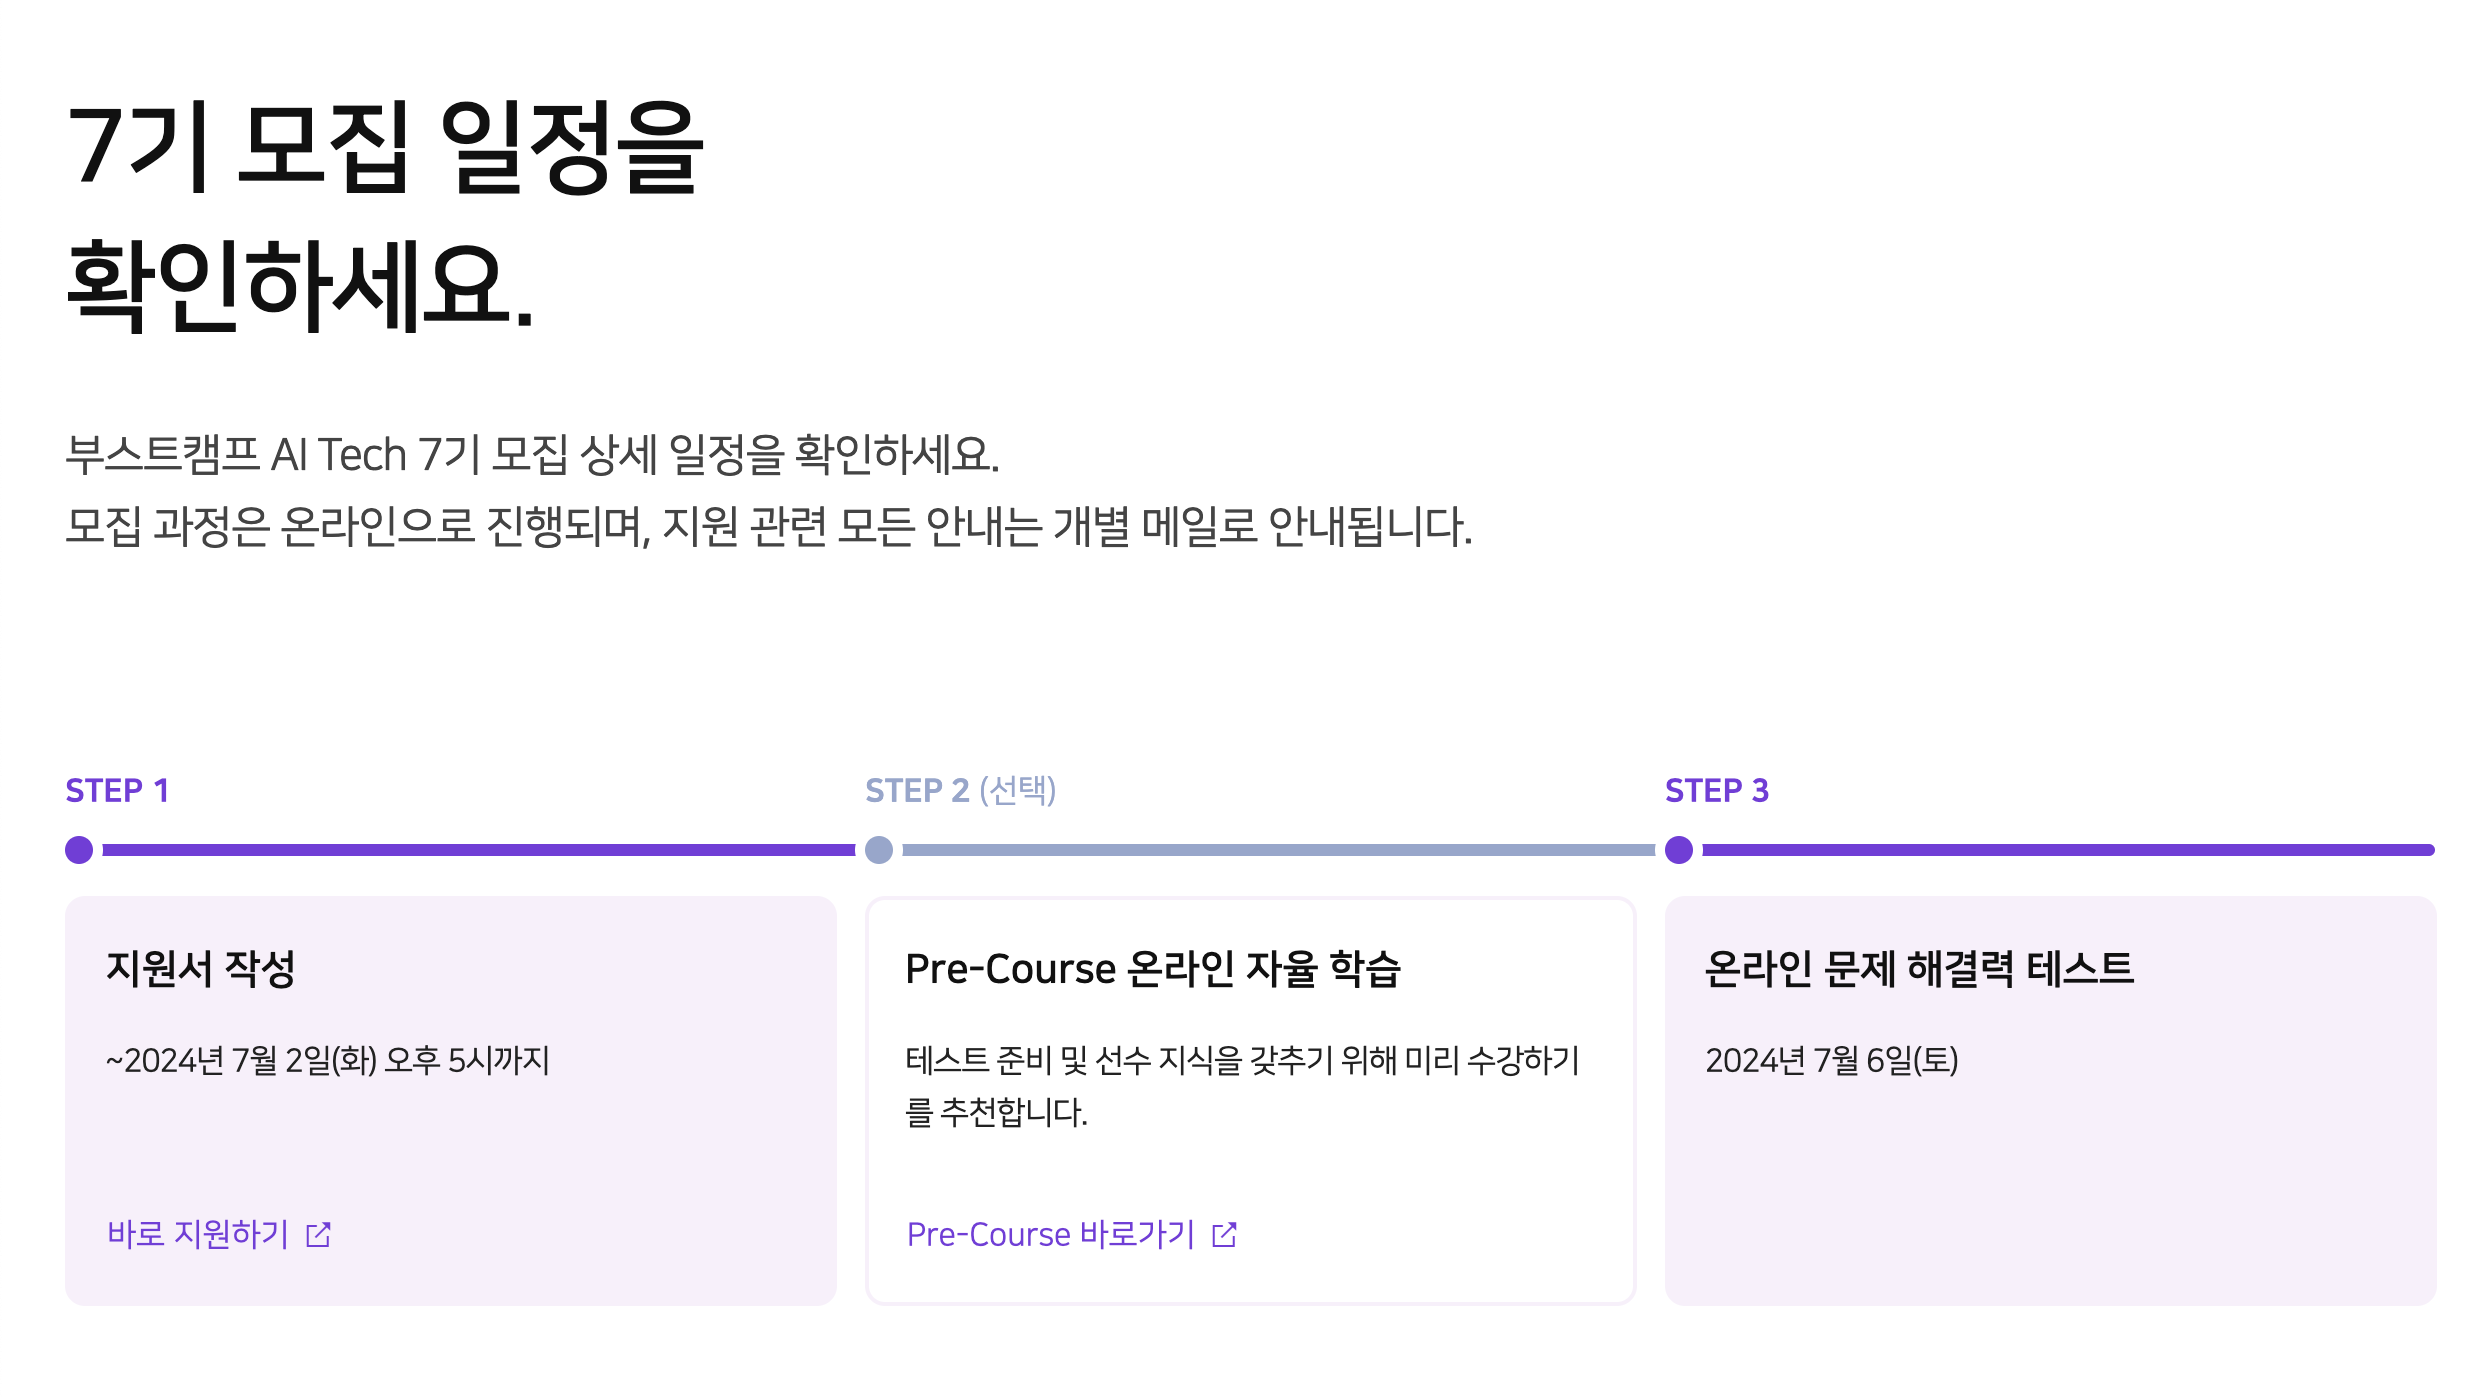 7기 모집 일정을
확인하세요.
부스트캠프 AI Tech 7기 모집 상세 일정을 확인하세요.
모집 과정은 온라인으로 진행되며, 지원 관련 모든 안내는 개별 메일로 안내됩니다.
STEP 1
지원서 작성
~2024년 7월 2일(화) 오후 5시까지
바로 지원하기
STEP 2 (선택)
Pre-Course 온라인 자율 학습
테스트 준비 및 선수 지식을 갖추기 위해 미리 수강하기
를 추천합니다.
Pre-Course 바로가기
STEP 3
온라인 문제 해결력 테스트
2024년 7월 6일(토)